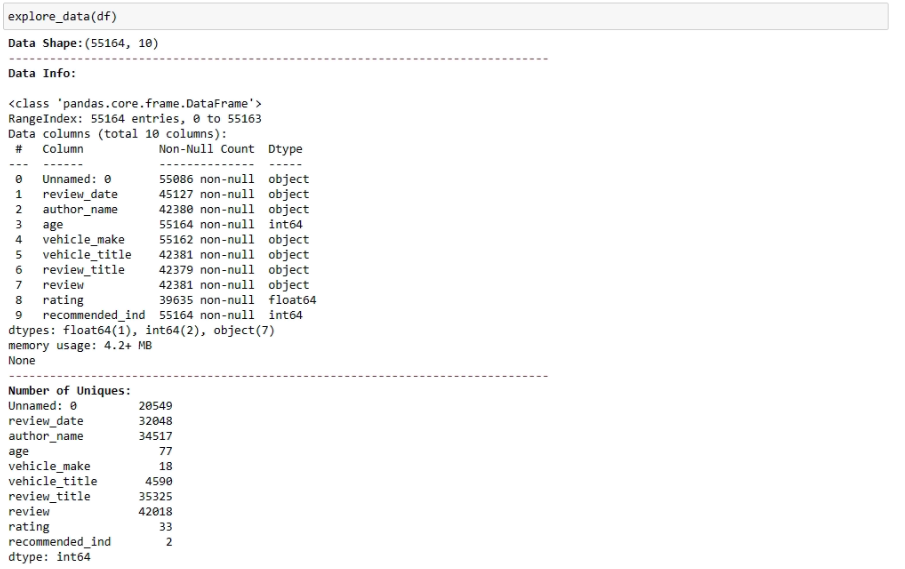 explore_data(df)
Data Shape:(55164, 10)
-------------------------------------------------------------------------------
Data Info:
<class 'pandas.core.frame.DataFrame'>
RangeIndex: 55164 entries, 0 to 55163
Data columns (total 10 columns):
 #   Column           Non-Null Count  Dtype
---  ------           --------------  -----
 0   Unnamed: 0       55086 non-null  object
 1   review_date      45127 non-null  object
 2   author_name      42380 non-null  object
 3   age              55164 non-null  int64
 4   vehicle_make     55162 non-null  object
 5   vehicle_title    42381 non-null  object
 6   review_title     42379 non-null  object
 7   review           42381 non-null  object
 8   rating           39635 non-null  float64
 9   recommended_ind  55164 non-null  int64
dtypes: float64(1), int64(2), object(7)
memory usage: 4.2+ MB
None
-------------------------------------------------------------------------------
Number of Uniques:
Unnamed: 0         20549
review_date        32048
author_name        34517
age                   77
vehicle_make          18
vehicle_title       4590
review_title       35325
review             42018
rating                33
recommended_ind        2
dtype: int64